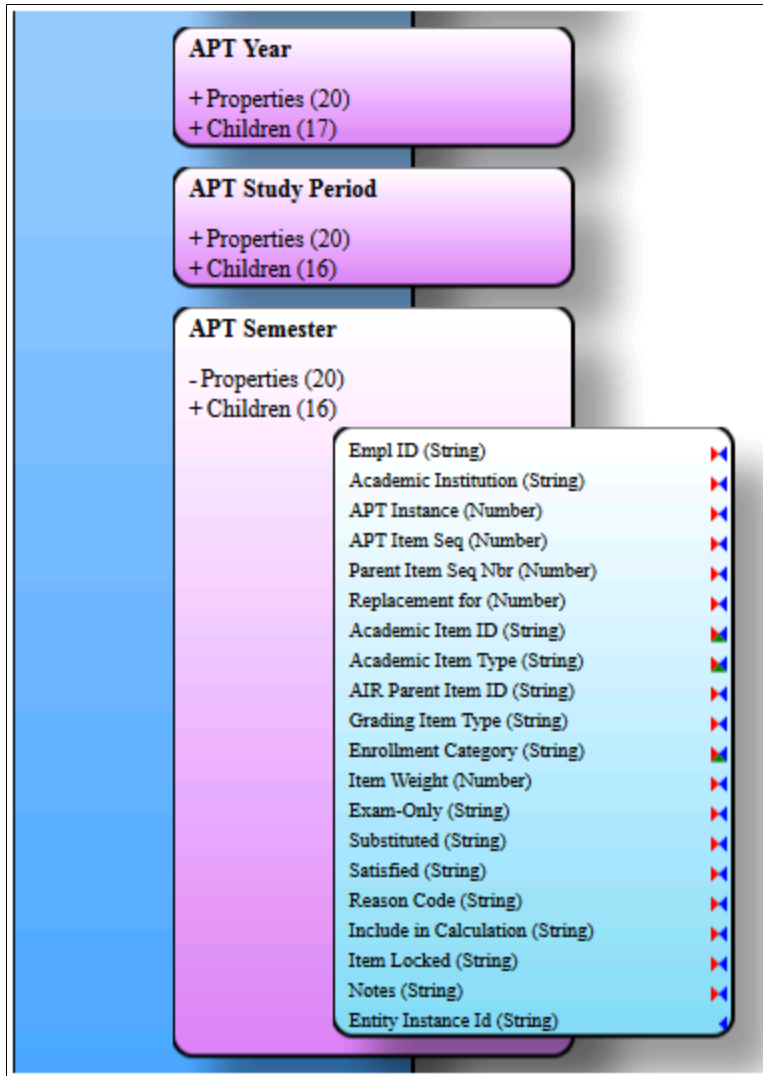 APT Year
+ Properties (20)
+ Children (17)
APT Study Period
+ Properties (20)
+ Children (16)
APT Semester
- Properties (20)
+ Children (16)
Empl ID (String)
Academic Institution (String)
APT Instance (Number)
APT Item Seq (Number)
Parent Item Seq Nbr (Number)
Replacement for (Number)
Academic Item ID (String)
Academic Item Type (String)
AIR Parent Item ID (String)
Grading Item Type (String)
Enrollment Category (String)
Item Weight (Number)
Exam-Only (String)
Substituted (String)
Satisfied (String)
Reason Code (String)
Include in Calculation (String)
Item Locked (String)
Notes (String)
Entity Instance Id (String)